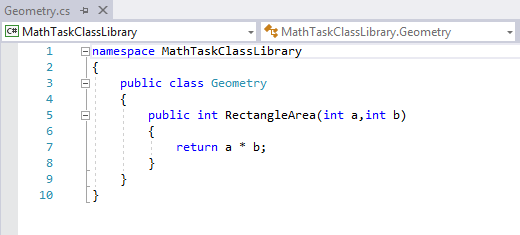 Geometry.cs
C# MathTaskClassLibrary MathTaskClassLibrary.Geometry
1 namespace MathTaskClassLibrary
2 {
3 public class Geometry
4 {
5 public int RectangleArea(int a,int b)
6 {
7 return a * b;
8 }
9 }
10 }